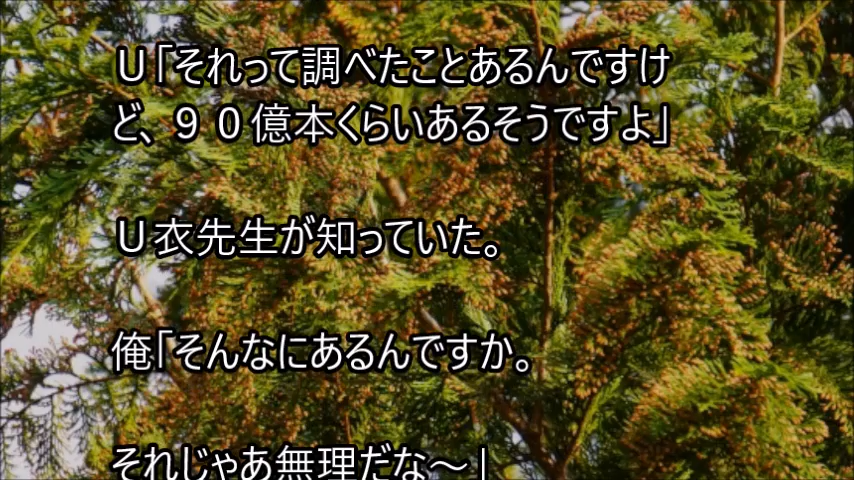 U「それって調べたことあるんですけ
ど、９０億本くらいあるそうですよ」
U衣先生が知っていた。
俺「そんなにあるんですか。
それじゃあ無理だな～」